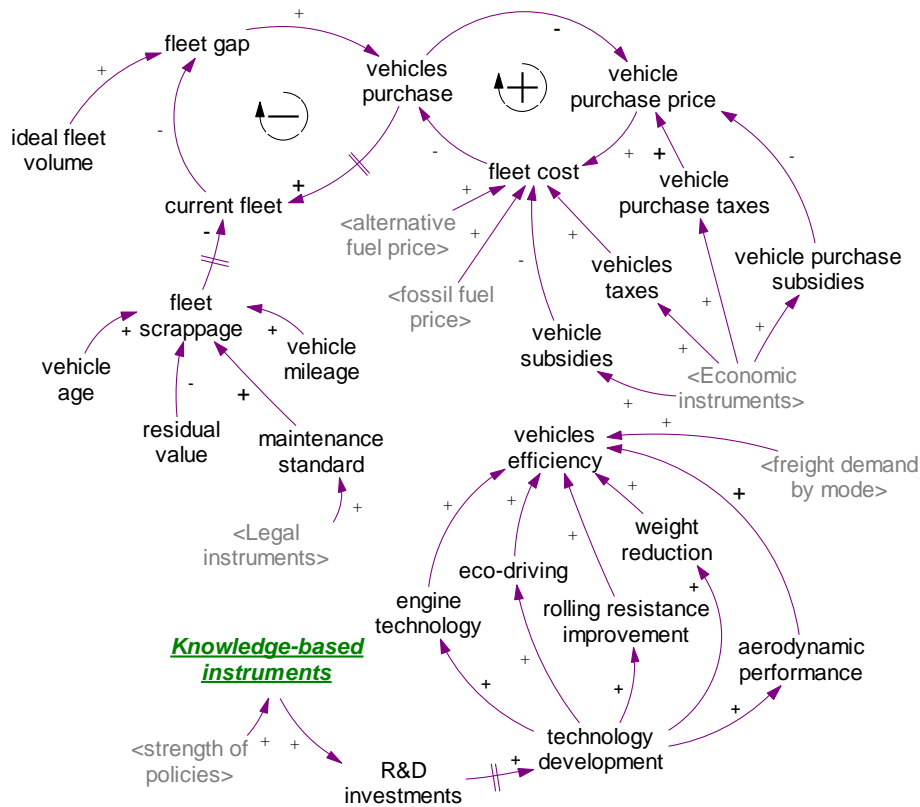 fleet gap
vehicles
purchase
vehicle
purchase price
ideal fleet
volume
current fleet
fleet cost
vehicle
purchase taxes
<alternative
fuel price>
<fossil fuel
price>
vehicles
taxes
vehicle purchase
subsidies
fleet
scrappage
vehicle
subsidies
vehicle
age
vehicle
mileage
<Economic
instruments>
residual
value
maintenance
standard
vehicles
efficiency
<freight demand
by mode>
<Legal
instruments>
weight
reduction
eco-driving
engine
technology
rolling resistance
improvement
Knowledge-based
instruments
aerodynamic
performance
<strength of
policies>
technology
development
R&D
investments